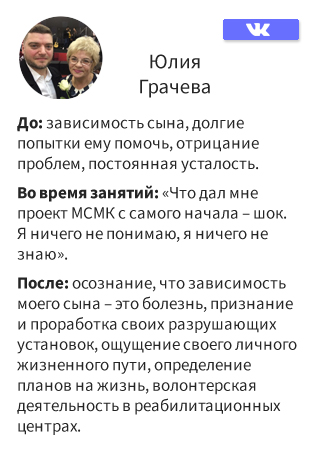 Юлия
Грачева
До: зависимость сына, долгие
попытки ему помочь, отрицание
проблем, постоянная усталость.
Во время занятий: «Что дал мне
проект МСМК с самого начала – шок.
Я ничего не понимаю, я ничего не
знаю».
После: осознание, что зависимость
моего сына – это болезнь, признание
и проработка своих разрушающих
установок, ощущение своего личного
жизненного пути, определение
планов на жизнь, волонтерская
деятельность в реабилитационных
центрах.